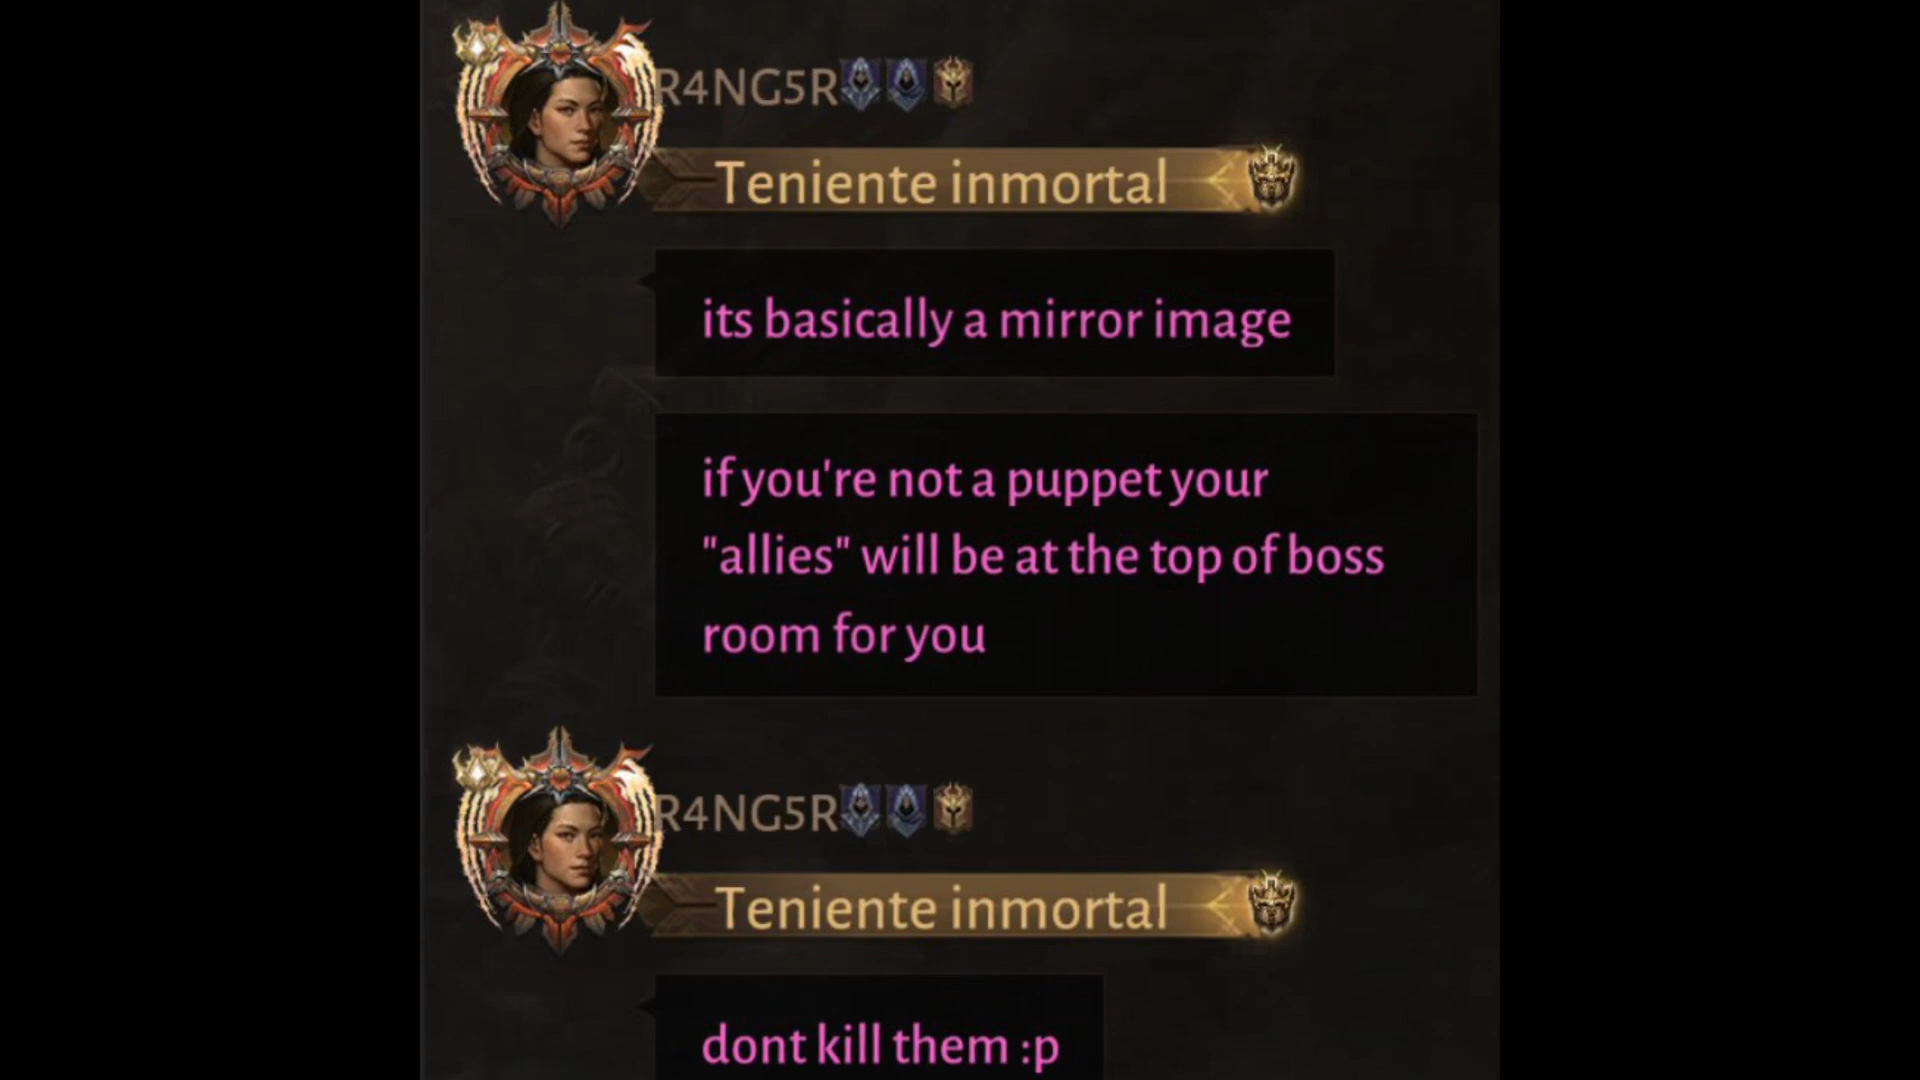 R4NG5R
Teniente inmortal
its basically a mirror image
if you're not a puppet your
"allies" will be at the top of boss
room for you
R4NG5R
Teniente inmortal
dont kill them :p